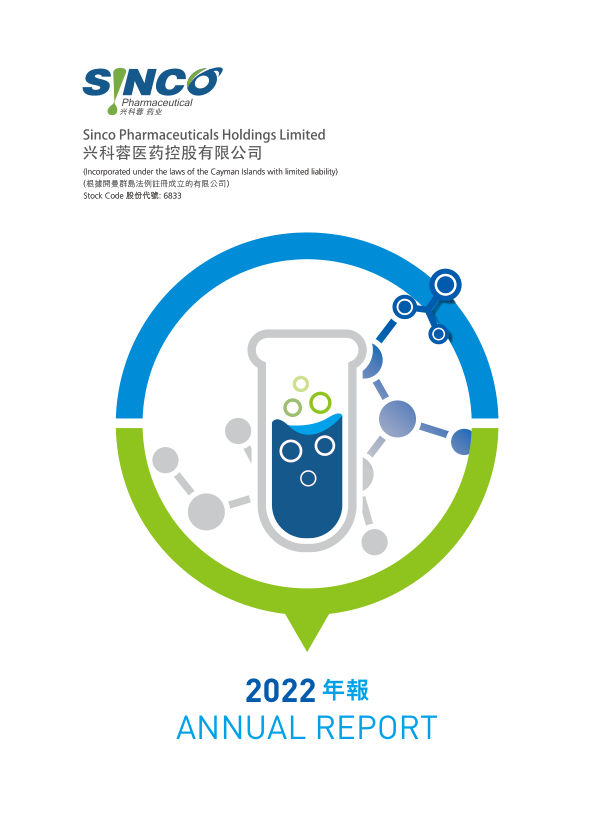 SINCO
Pharmaceutical
兴科蓉 药业
Sinco Pharmaceuticals Holdings Limited
兴科蓉医药控股有限公司
(Incorporated under the laws of the Cayman Islands with limited liability)
(根據開曼群島法例註冊成立的有限公司)
Stock Code 股份代號: 6833
2022 年報
ANNUAL REPORT